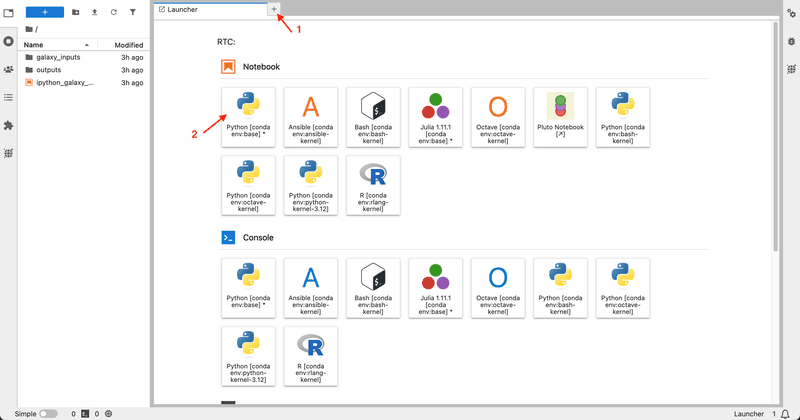 Launcher
+
1
/
RTC:
Name
Modified
galaxy_inputs 3h ago
outputs 3h ago
ipython_galaxy_... 3h ago
Notebook
2
Python [conda
env:base] *
Ansible [conda
env:ansible-
kernel]
Bash [conda
env:bash-
kernel]
Julia 1.11.1
[conda
env:base] *
Octave [conda
env:octave-
kernel]
Pluto Notebook
[↗]
Python [conda
env:bash-
kernel]
Python [conda
env:octave-
kernel]
Python [conda
env:python-
kernel-3.12]
R [conda
env:rlang-
kernel]
Console
Python [conda
env:base] *
Ansible [conda
env:ansible-
kernel]
Bash [conda
env:bash-
kernel]
Julia 1.11.1
[conda
env:base] *
Octave [conda
env:octave-
kernel]
Python [conda
env:bash-
kernel]
Python [conda
env:octave-
kernel]
Python [conda
env:python-
kernel-3.12]
R [conda
env:rlang-
kernel]
Simple 0 0 Launcher 1